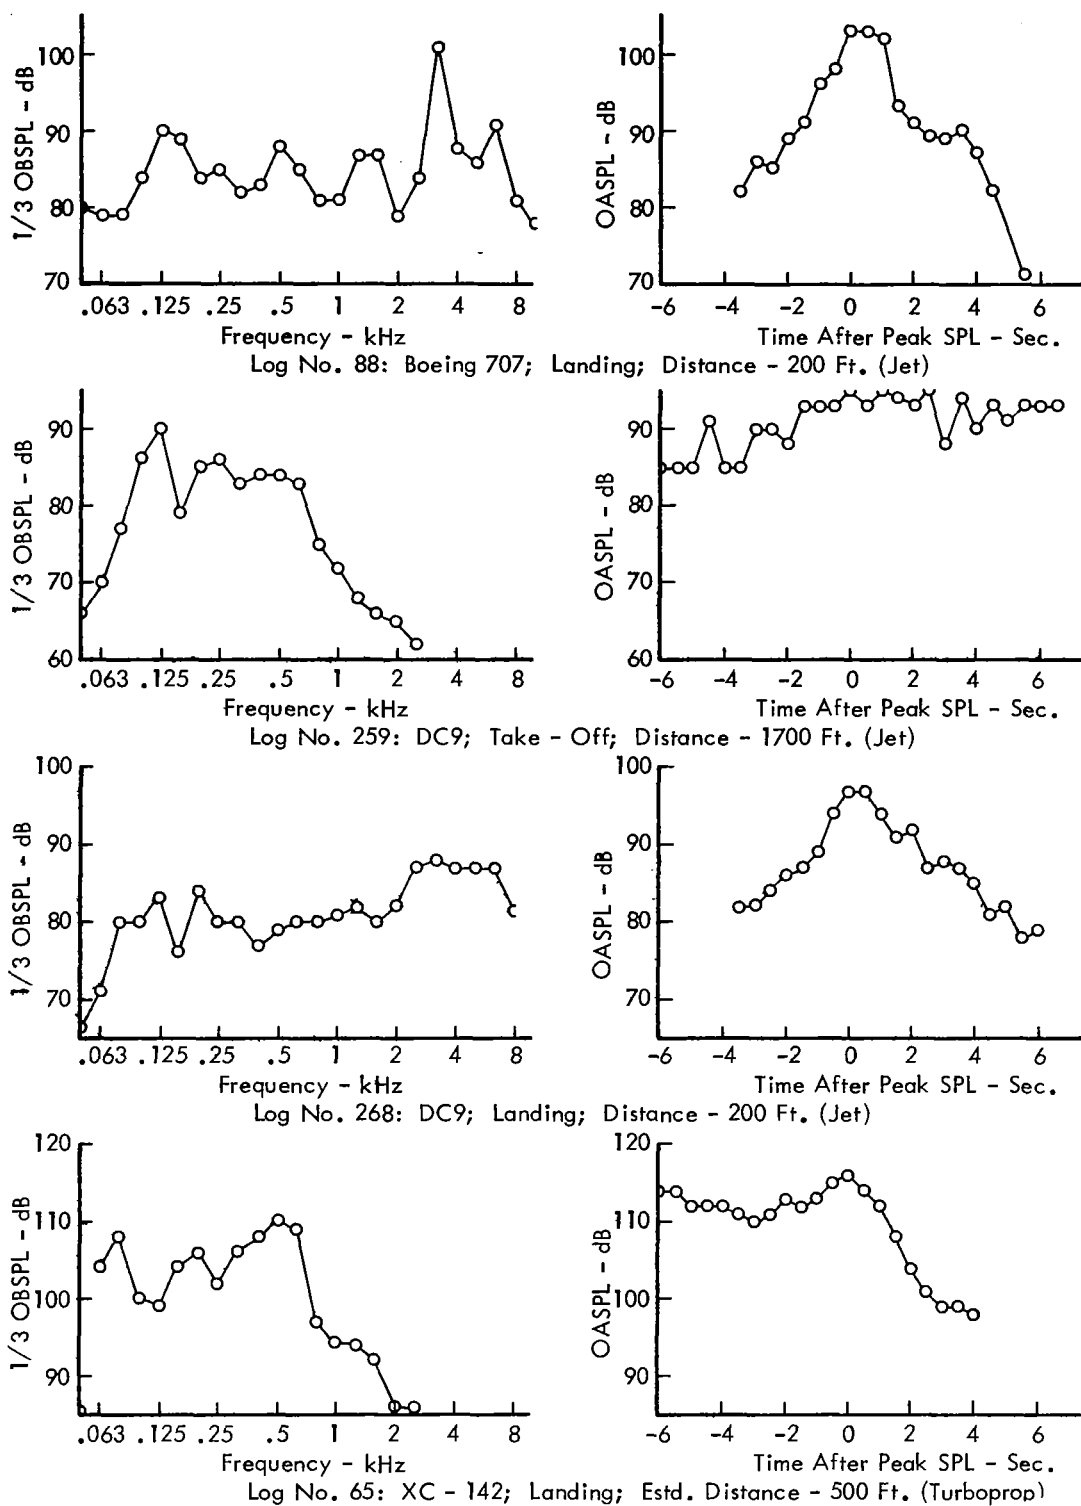 1/3 OBSPL - dB
100
90
80
70
.063 .125 .25 .5 1 2 4 8
Frequency - kHz
OASPL - dB
100
90
80
70
-6 -4 -2 0 2 4 6
Time After Peak SPL - Sec.
Log No. 88: Boeing 707; Landing; Distance - 200 Ft. (Jet)
1/3 OBSPL - dB
90
80
70
60
.063 .125 .25 .5 1 2 4 8
Frequency - kHz
OASPL - dB
90
80
70
60
-6 -4 -2 0 2 4 6
Time After Peak SPL - Sec.
Log No. 259: DC9; Take - Off; Distance - 1700 Ft. (Jet)
1/3 OBSPL - dB
100
90
80
70
.063 .125 .25 .5 1 2 4 8
Frequency - kHz
OASPL - dB
100
90
80
70
-6 -4 -2 0 2 4 6
Time After Peak SPL - Sec.
Log No. 268: DC9; Landing; Distance - 200 Ft. (Jet)
1/3 OBSPL - dB
120
110
100
90
.063 .125 .25 .5 1 2 4 8
Frequency - kHz
OASPL - dB
120
110
100
90
-6 -4 -2 0 2 4 6
Time After Peak SPL - Sec.
Log No. 65: XC - 142; Landing; Estd. Distance - 500 Ft. (Turboprop)